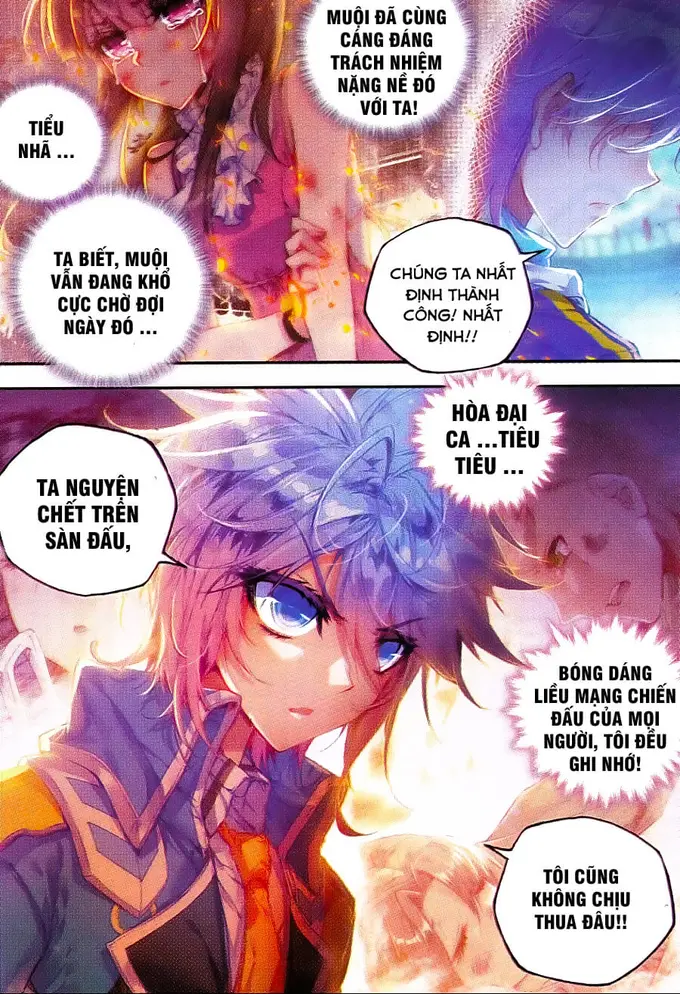 MUỘI ĐÃ CÙNG
CÁNG ĐÁNG
TRÁCH NHIỆM
NẶNG NỀ ĐÓ
VỚI TA!
TIỂU
NHÃ ...
TA BIẾT, MUỘI
VẪN ĐANG KHỔ
CỰC CHỜ ĐỢI
NGÀY ĐÓ ...
CHÚNG TA NHẤT
ĐỊNH THÀNH
CÔNG! NHẤT
ĐỊNH!!
HÒA ĐẠI
CA ...TIÊU
TIÊU ...
TA NGUYỆN
CHẾT TRÊN
SÀN ĐẤU,
BÓNG DÁNG
LIỀU MẠNG CHIẾN
ĐẤU CỦA MỌI
NGƯỜI, TÔI ĐỀU
GHI NHỚ!
TÔI CŨNG
KHÔNG CHỊU
THUA ĐÂU!!